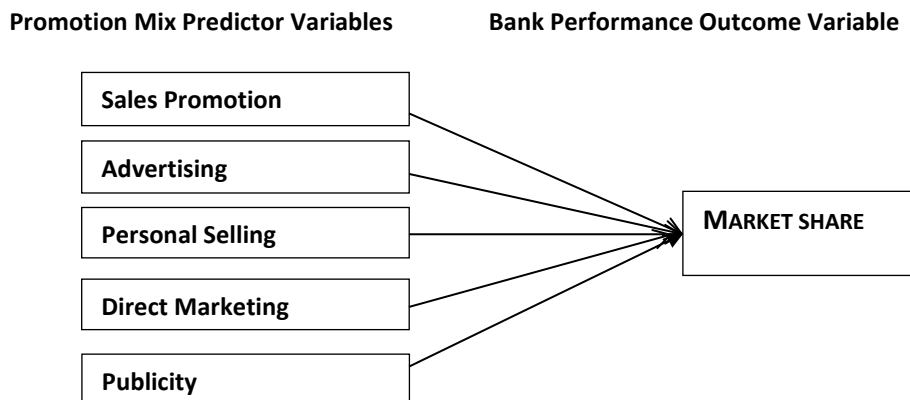 Promotion Mix Predictor Variables
Bank Performance Outcome Variable
Sales Promotion
Advertising
Personal Selling
Direct Marketing
Publicity
MARKET SHARE